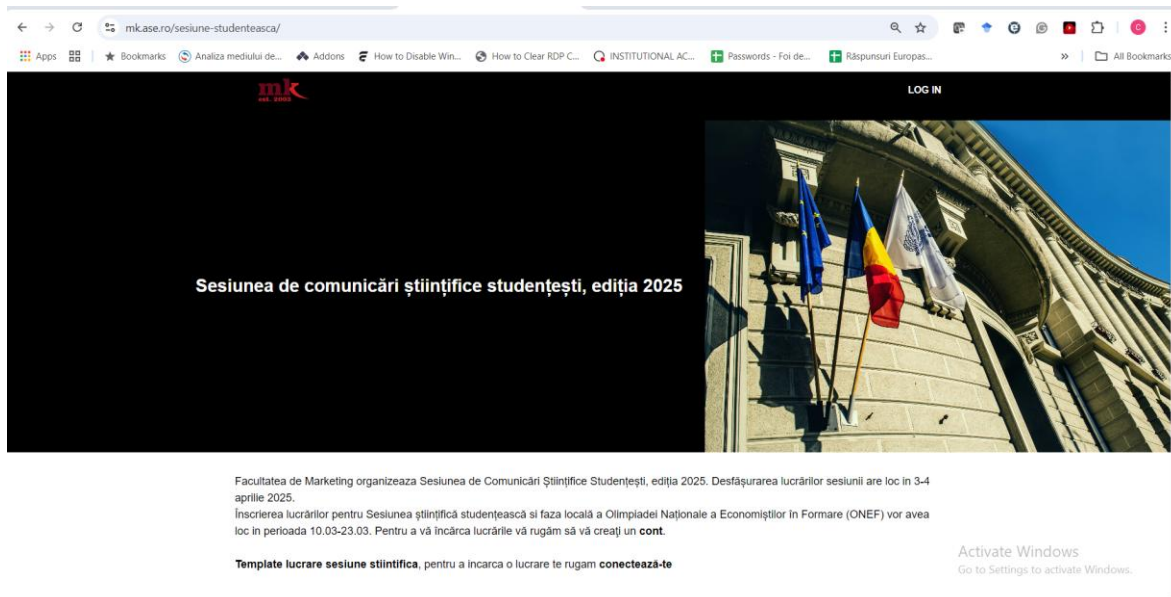 mk.ase.ro/sesiune-studenteasca/
Apps Bookmarks Analiza mediului de... Addons How to Disable Win... How to Clear RDP C... INSTITUTIONAL AC... Passwords - Foi de... Răspunsuri Europas... » All Bookmarks
mk
est. 2003
LOG IN
Sesiunea de comunicări științifice studențești, ediția 2025
Facultatea de Marketing organizeaza Sesiunea de Comunicări Științifice Studențești, ediția 2025. Desfășurarea lucrărilor sesiunii are loc in 3-4
aprilie 2025.
Înscrierea lucrărilor pentru Sesiunea științifică studențească si faza locală a Olimpiadei Naționale a Economiștilor în Formare (ONEF) vor avea
loc in perioada 10.03-23.03. Pentru a vă încărca lucrările vă rugăm să vă creați un cont.
Template lucrare sesiune stiintifica, pentru a incarca o lucrare te rugam conectează-te
Activate Windows
Go to Settings to activate Windows.